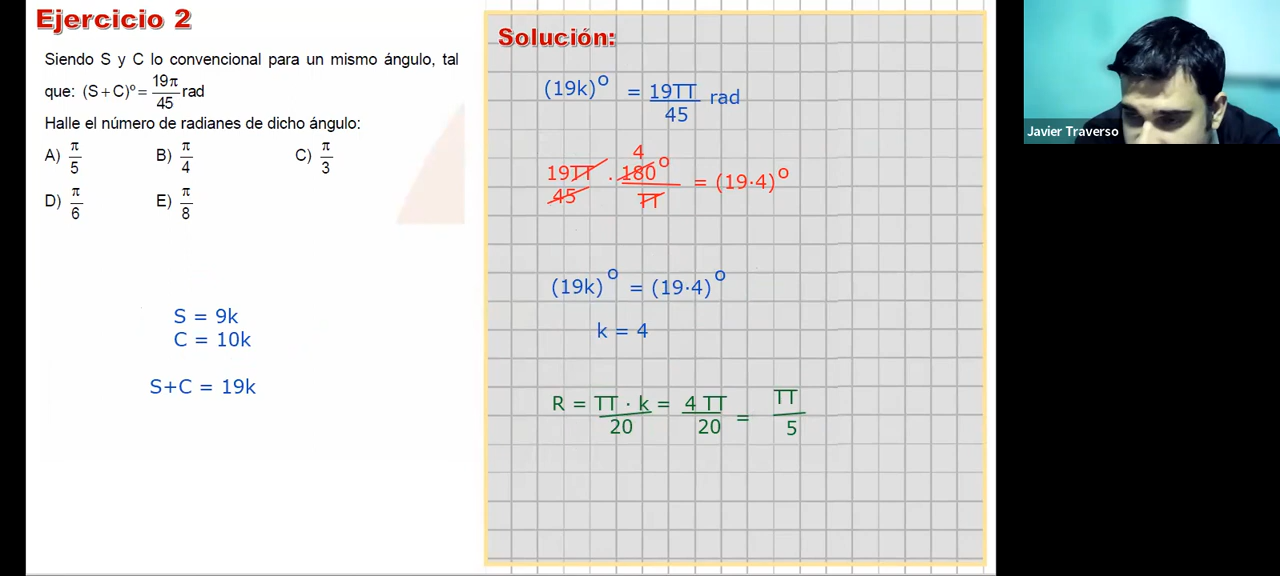 Ejercicio 2
Siendo S y C lo convencional para un mismo ángulo, tal
que: (S+C)° = 19π/45 rad
Halle el número de radianes de dicho ángulo:
A) π/5 B) π/4 C) π/3
D) π/6 E) π/8
S = 9k
C = 10k
S+C = 19k
Solución:
(19k)° = 19π/45 rad
4
19π/45 · 180°/π = (19·4)°
(19k)° = (19·4)°
k = 4
R = π·k/20 = 4π/20 = π/5
Javier Traverso